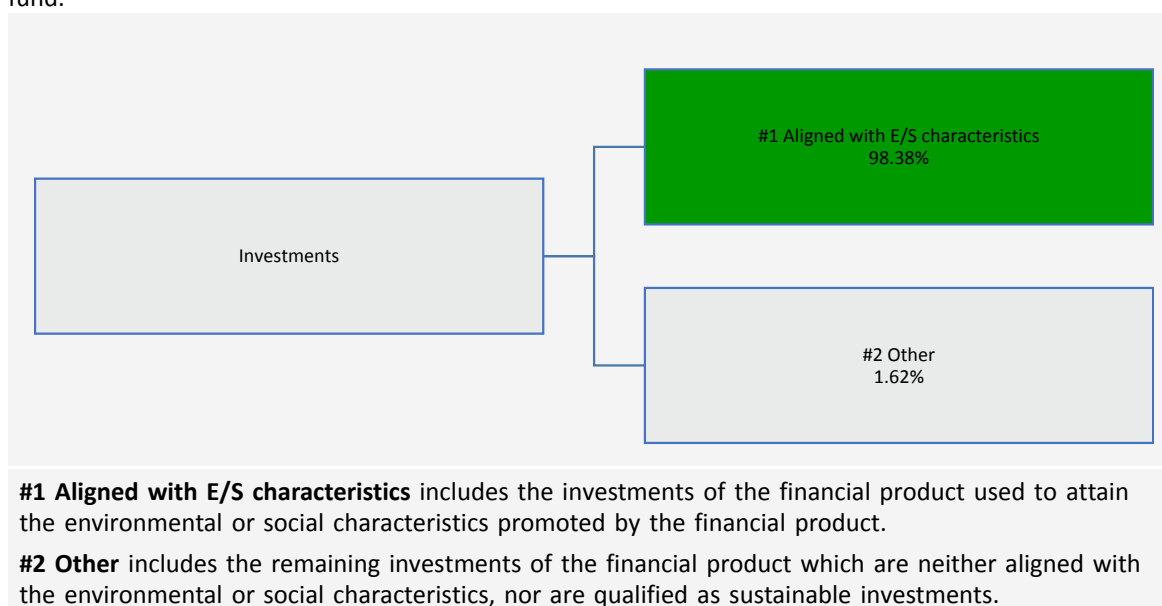 fund.
#1 Aligned with E/S characteristics
98.38%
Investments
#2 Other
1.62%
#1 Aligned with E/S characteristics includes the investments of the financial product used to attain
the environmental or social characteristics promoted by the financial product.
#2 Other includes the remaining investments of the financial product which are neither aligned with
the environmental or social characteristics, nor are qualified as sustainable investments.